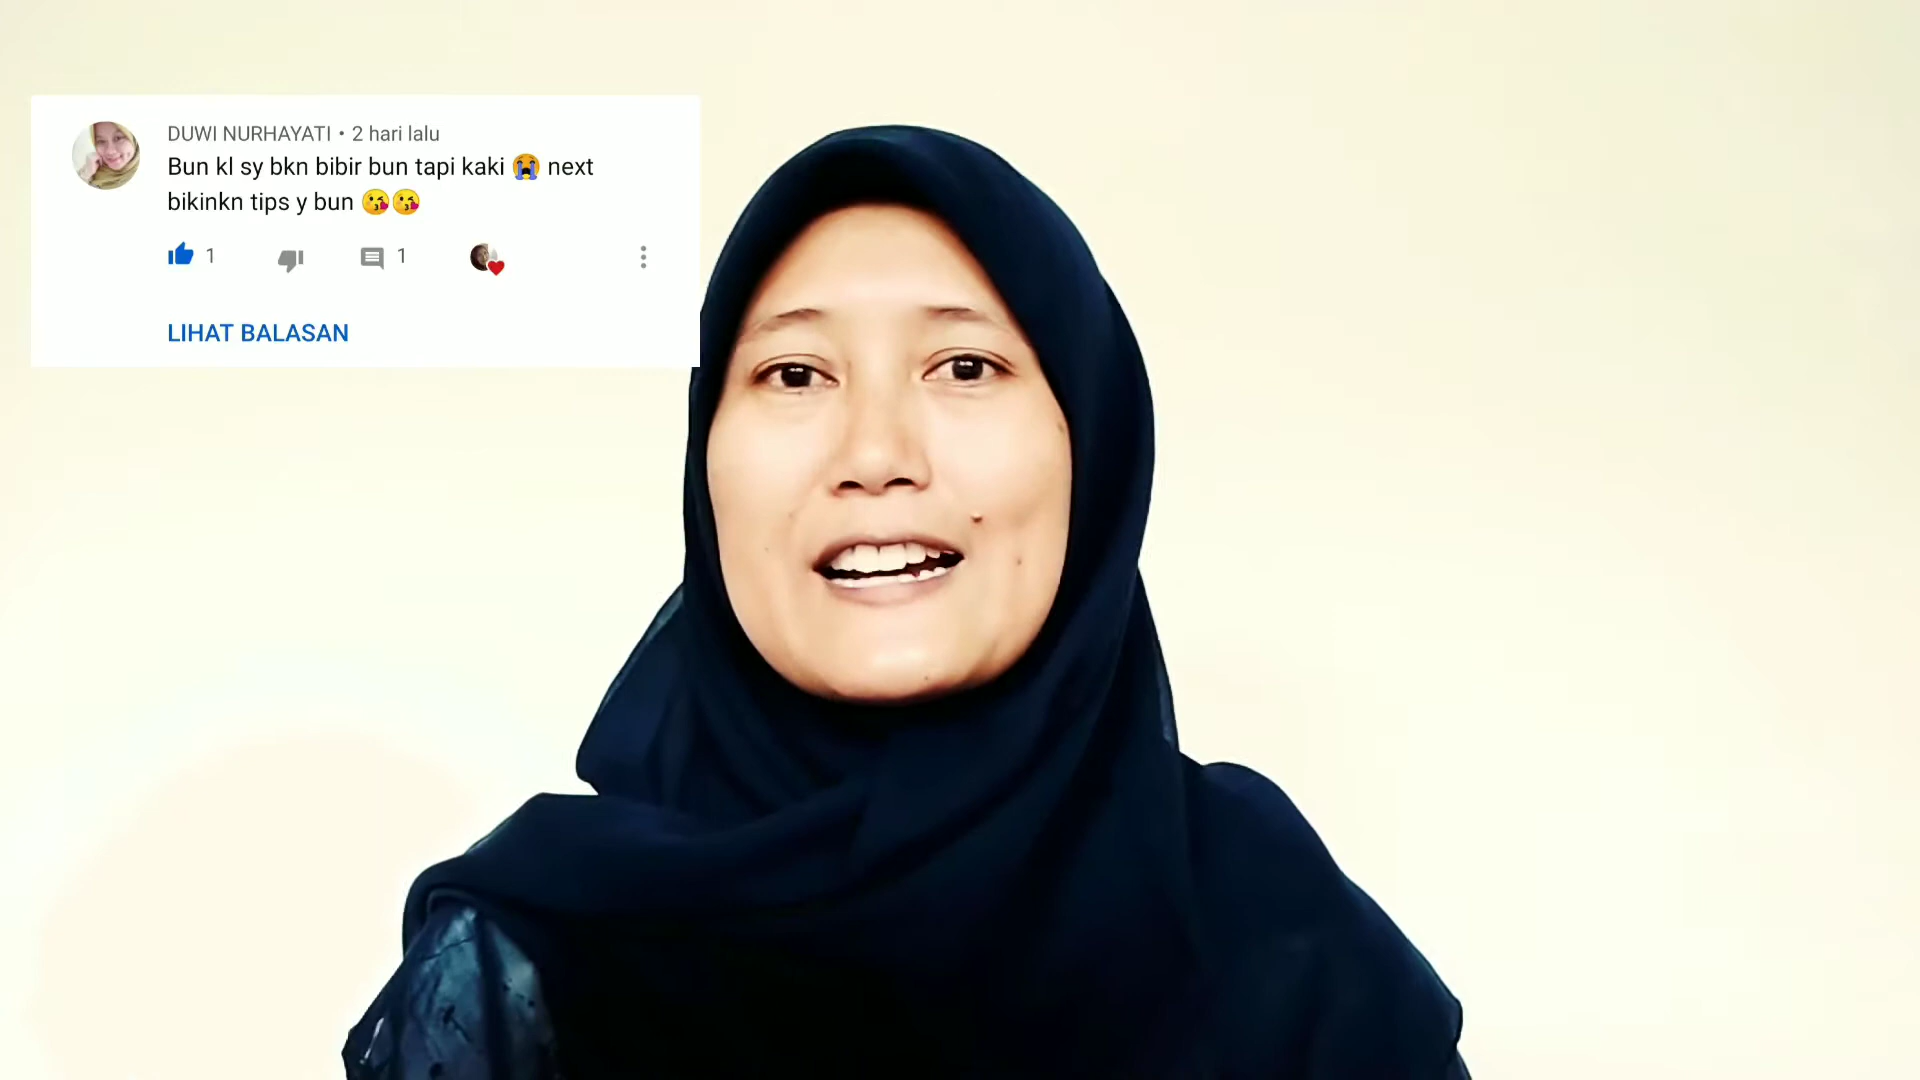 DUWI NURHAYATI • 2 hari lalu
Bun kl sy bkn bibir bun tapi kaki 😭 next
bikinkn tips y bun 😘😘
1
1
LIHAT BALASAN